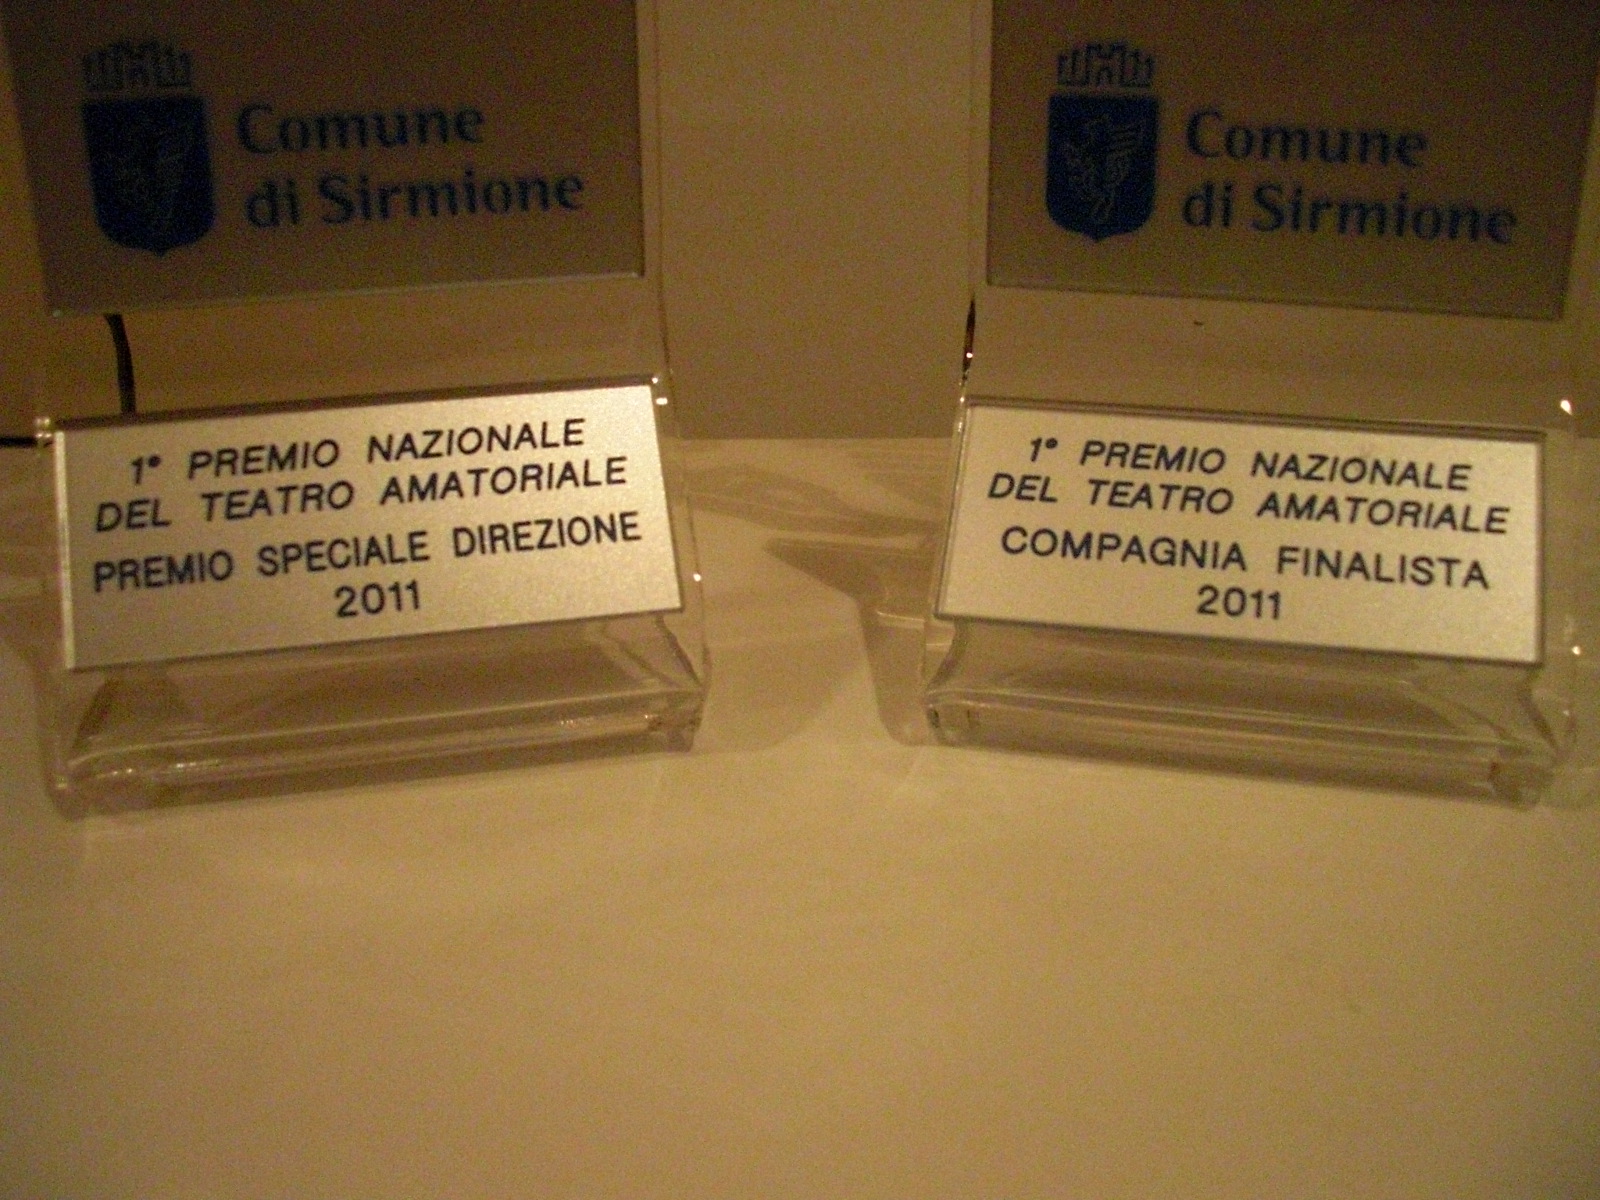 Comune
di Sirmione
1° PREMIO NAZIONALE
DEL TEATRO AMATORIALE
PREMIO SPECIALE DIREZIONE
2011
Comune
di Sirmione
1° PREMIO NAZIONALE
DEL TEATRO AMATORIALE
COMPAGNIA FINALISTA
2011